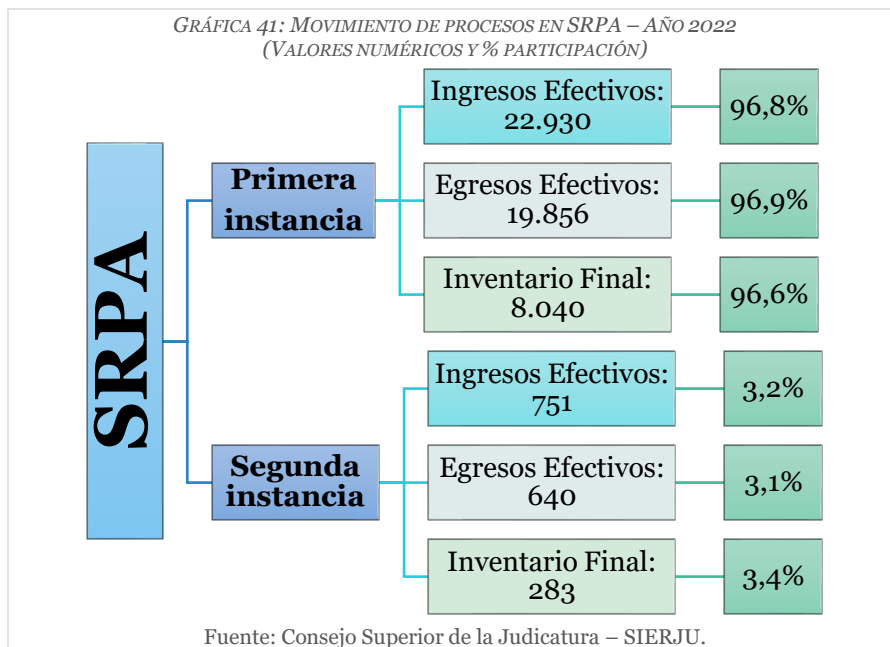 GRÁFICA 41: MOVIMIENTO DE PROCESOS EN SRPA – AÑO 2022
(VALORES NUMÉRICOS Y % PARTICIPACIÓN)
SRPA
Primera
instancia
Ingresos Efectivos:
22.930
96,8%
Egresos Efectivos:
19.856
96,9%
Inventario Final:
8.040
96,6%
Segunda
instancia
Ingresos Efectivos:
751
3,2%
Egresos Efectivos:
640
3,1%
Inventario Final:
283
3,4%
Fuente: Consejo Superior de la Judicatura – SIERJU.